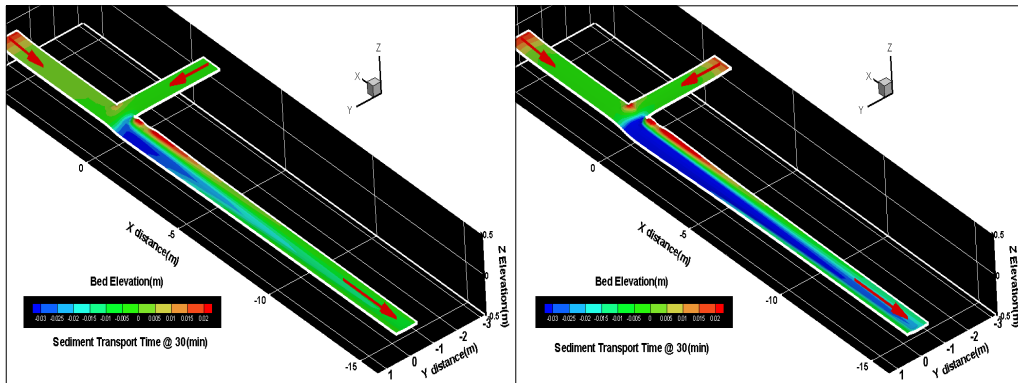 Z
X
Y
0
-5
-10
-15
X distance(m)
0.5
0
-0.5
Z Elevation(m)
-3
-2
-1
0
1
Y distance(m)
Bed Elevation(m)
-0.03 -0.025 -0.02 -0.015 -0.01 -0.005 0 0.005 0.01 0.015 0.02
Sediment Transport Time @ 30(min)
Z
X
Y
0
-5
-10
-15
X distance(m)
0.5
0
-0.5
Z Elevation(m)
-3
-2
-1
0
1
Y distance(m)
Bed Elevation(m)
-0.03 -0.025 -0.02 -0.015 -0.01 -0.005 0 0.005 0.01 0.015 0.02
Sediment Transport Time @ 30(min)